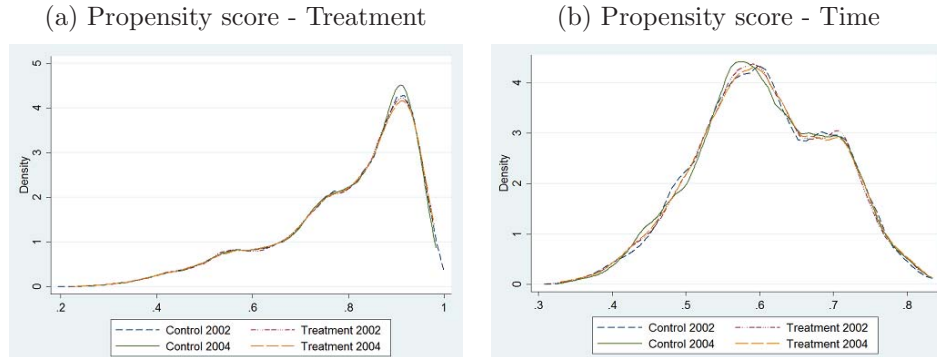 (a) Propensity score - Treatment
(b) Propensity score - Time
Density
5
4
3
2
1
0
.2
.4
.6
.8
1
Control 2002
Treatment 2002
Control 2004
Treatment 2004
Density
4
3
2
1
0
.3
.4
.5
.6
.7
.8
Control 2002
Treatment 2002
Control 2004
Treatment 2004